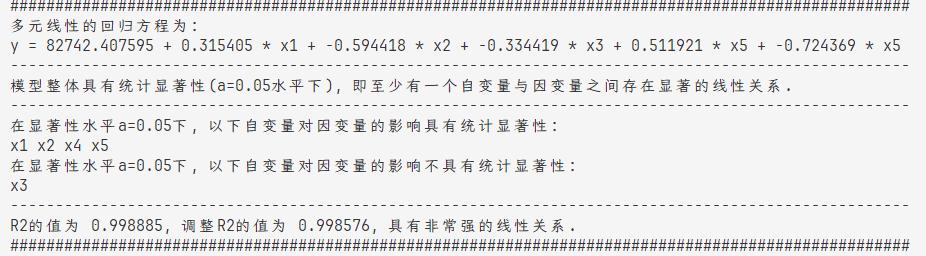 ####################################################################################################
多元线性的回归方程为:
y = 82742.407595 + 0.315405 * x1 + -0.594418 * x2 + -0.334419 * x3 + 0.511921 * x5 + -0.724369 * x5
----------------------------------------------------------------------------------------------------
模型整体具有统计显著性(a=0.05水平下), 即至少有一个自变量与因变量之间存在显著的线性关系.
----------------------------------------------------------------------------------------------------
在显著性水平a=0.05下, 以下自变量对因变量的影响具有统计显著性:
x1 x2 x4 x5
在显著性水平a=0.05下, 以下自变量对因变量的影响不具有统计显著性:
x3
----------------------------------------------------------------------------------------------------
R2的值为 0.998885, 调整R2的值为 0.998576, 具有非常强的线性关系.
####################################################################################################